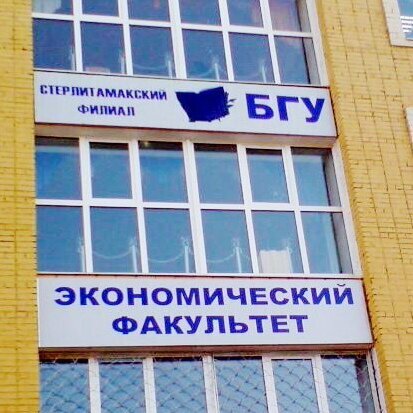 СТЕРЛИТАМАКСКИЙ
ФИЛИАЛ
БГУ
ЭКОНОМИЧЕСКИЙ
ФАКУЛЬТЕТ